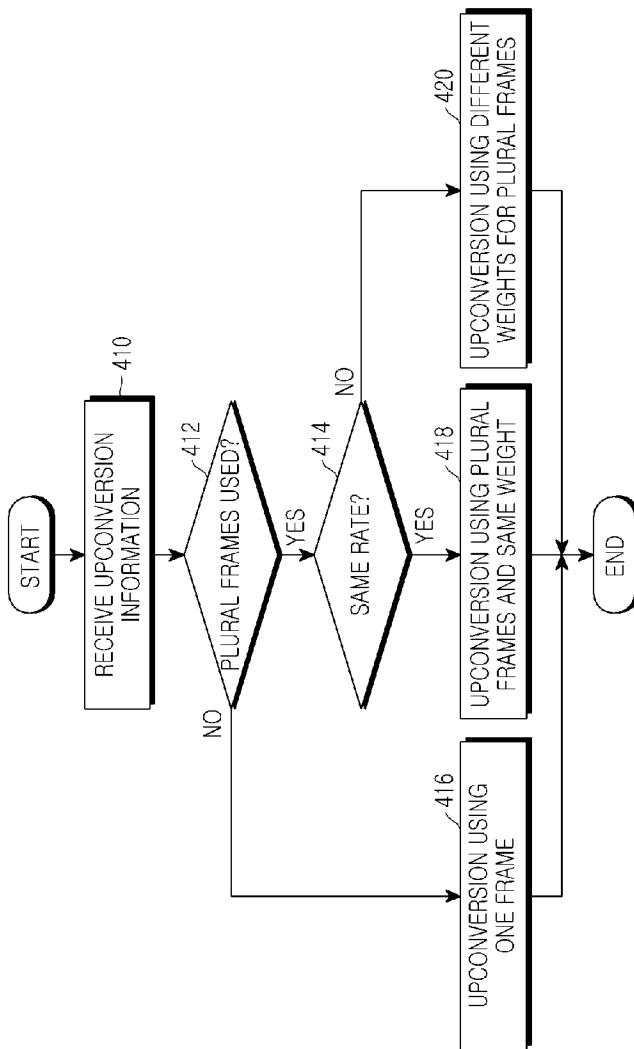 START
410
RECEIVE UPCONVERSION
INFORMATION
412
PLURAL FRAMES USED?
NO
YES
414
SAME RATE?
NO
YES
416
UPCONVERSION USING
ONE FRAME
418
UPCONVERSION USING PLURAL
FRAMES AND SAME WEIGHT
420
UPCONVERSION USING DIFFERENT
WEIGHTS FOR PLURAL FRAMES
END